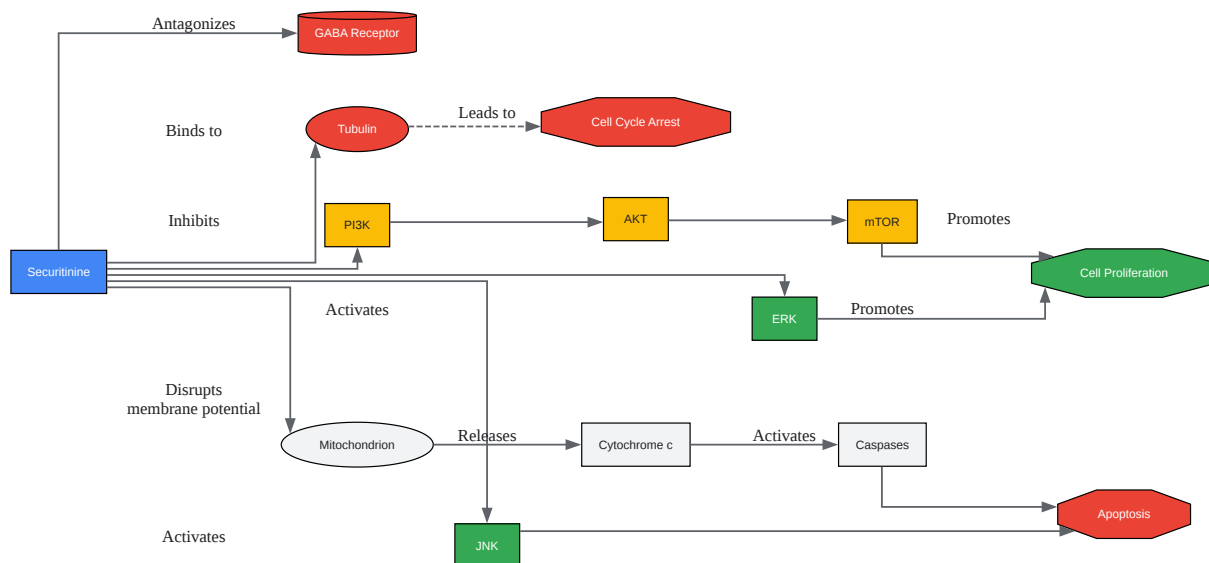 Antagonizes
GABA Receptor
Leads to
Binds to
Tubulin
Cell Cycle Arrest
Inhibits
PI3K
AKT
mTOR
Promotes
Securitinine
Cell Proliferation
Activates
ERK
Promotes
Disrupts
membrane potential
Mitochondrion
Releases
Cytochrome c
Activates
Caspases
Apoptosis
Activates
JNK